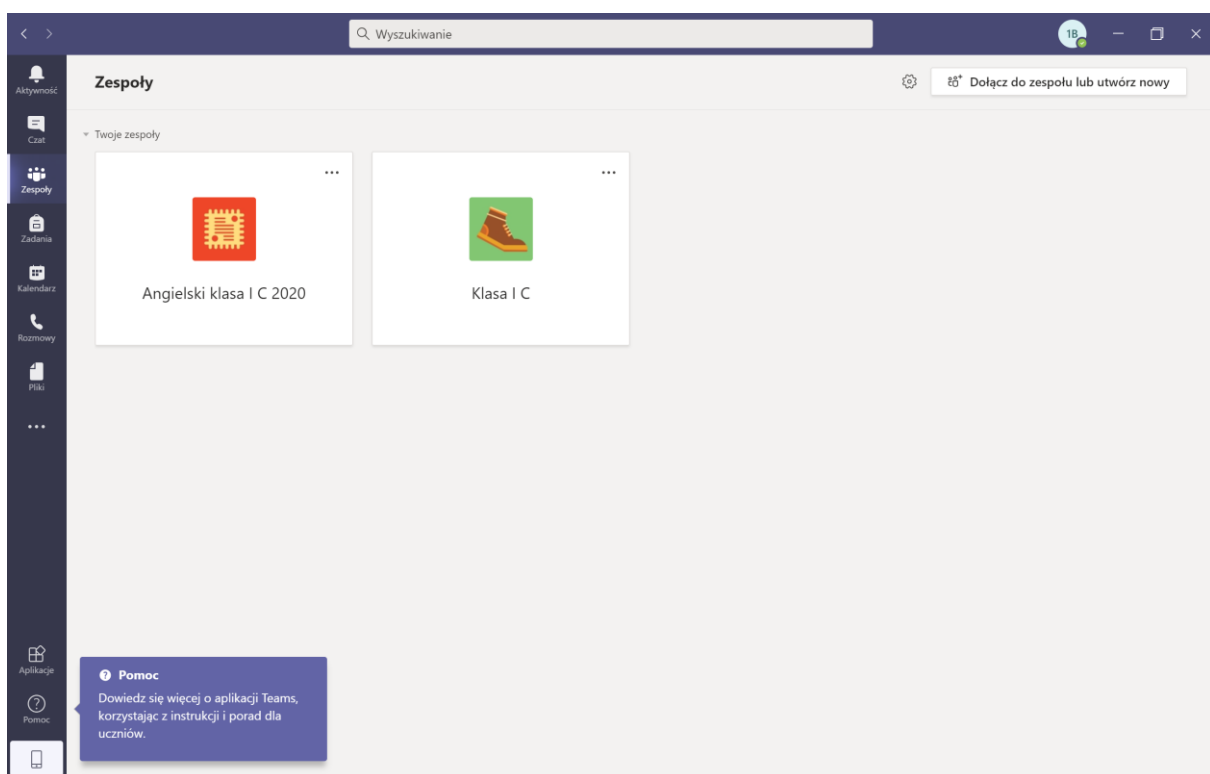 Wyszukiwanie
1B
Aktywność
Zespoły
Dołącz do zespołu lub utwórz nowy
Czat
Twoje zespoły
Zespoły
Zadania
Kalendarz
Angielski klasa I C 2020
Klasa I C
Rozmowy
Pliki
Aplikacje
Pomoc
Pomoc
Dowiedz się więcej o aplikacji Teams,
korzystając z instrukcji i porad dla
uczniów.